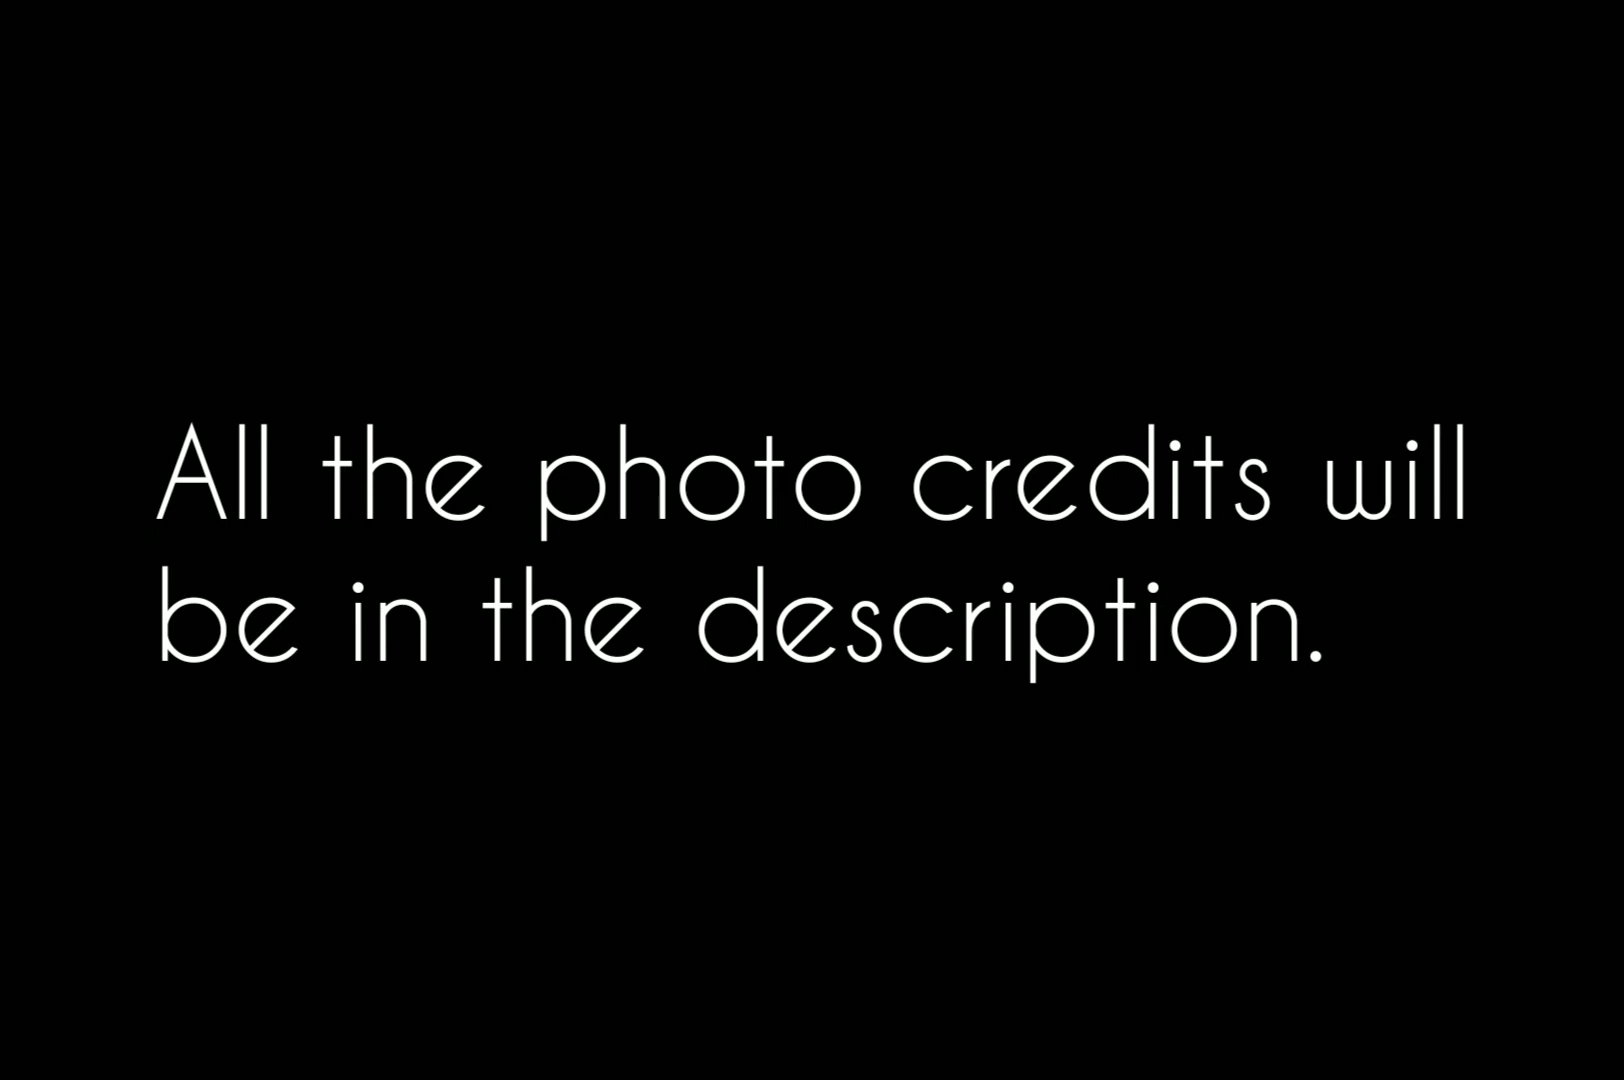 All the photo credits will
be in the description.